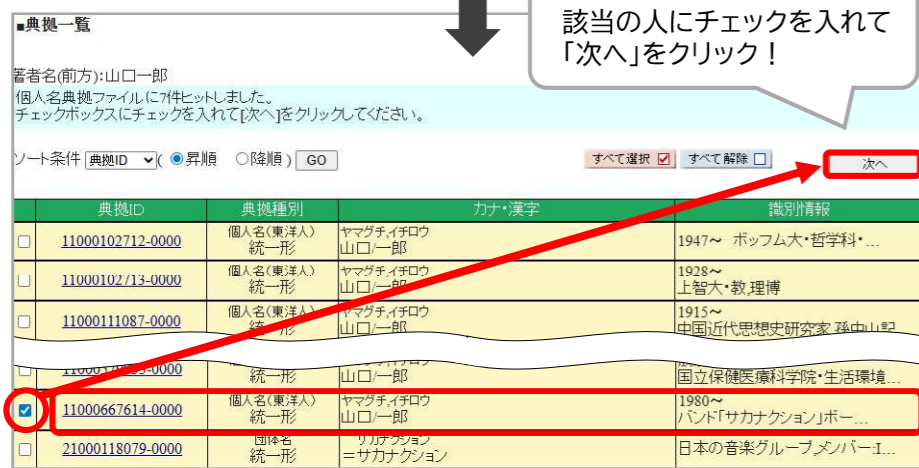 ■典拠一覧
該当の人にチェックを入れて
「次へ」をクリック！
著者名(前方):山口一郎
個人名典拠ファイルに7件ヒットしました。
チェックボックスにチェックを入れて[次へ]をクリックしてください。
ソート条件 典拠ID ( 昇順 降順 ) GO すべて選択 すべて解除 次へ
典拠ID 典拠種別 カナ・漢字 識別情報
11000102712-0000 個人名(東洋人) ヤマグチ,イチロウ 1947～ ボッフム大・哲学科・...
統一形 山口/一郎
11000102713-0000 個人名(東洋人) ヤマグチ,イチロウ 1928～
統一形 山口/一郎 上智大・教,理博
11000111087-0000 個人名(東洋人) ヤマグチ,イチロウ 1915～
統一形 山口/一郎 中国近代思想史研究家 孫中山記
統一形 山口/一郎 国立保健医療科学院・生活環境...
11000667614-0000 個人名(東洋人) ヤマグチ,イチロウ 1980～
統一形 山口/一郎 バンド「サカナクション」ボー...
21000118079-0000 団体名 サカナクション 日本の音楽グループ,メンバー:I...
統一形 =サカナクション